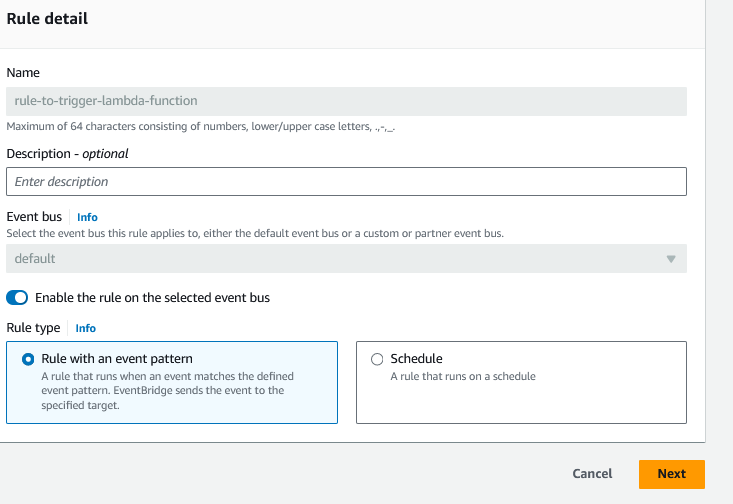 Rule detail
Name
rule-to-trigger-lambda-function
Maximum of 64 characters consisting of numbers, lower/upper case letters, .,-,_.
Description - optional
Enter description
Event bus Info
Select the event bus this rule applies to, either the default event bus or a custom or partner event bus.
default
Enable the rule on the selected event bus
Rule type Info
Rule with an event pattern
A rule that runs when an event matches the defined
event pattern. EventBridge sends the event to the
specified target.
Schedule
A rule that runs on a schedule
Cancel
Next